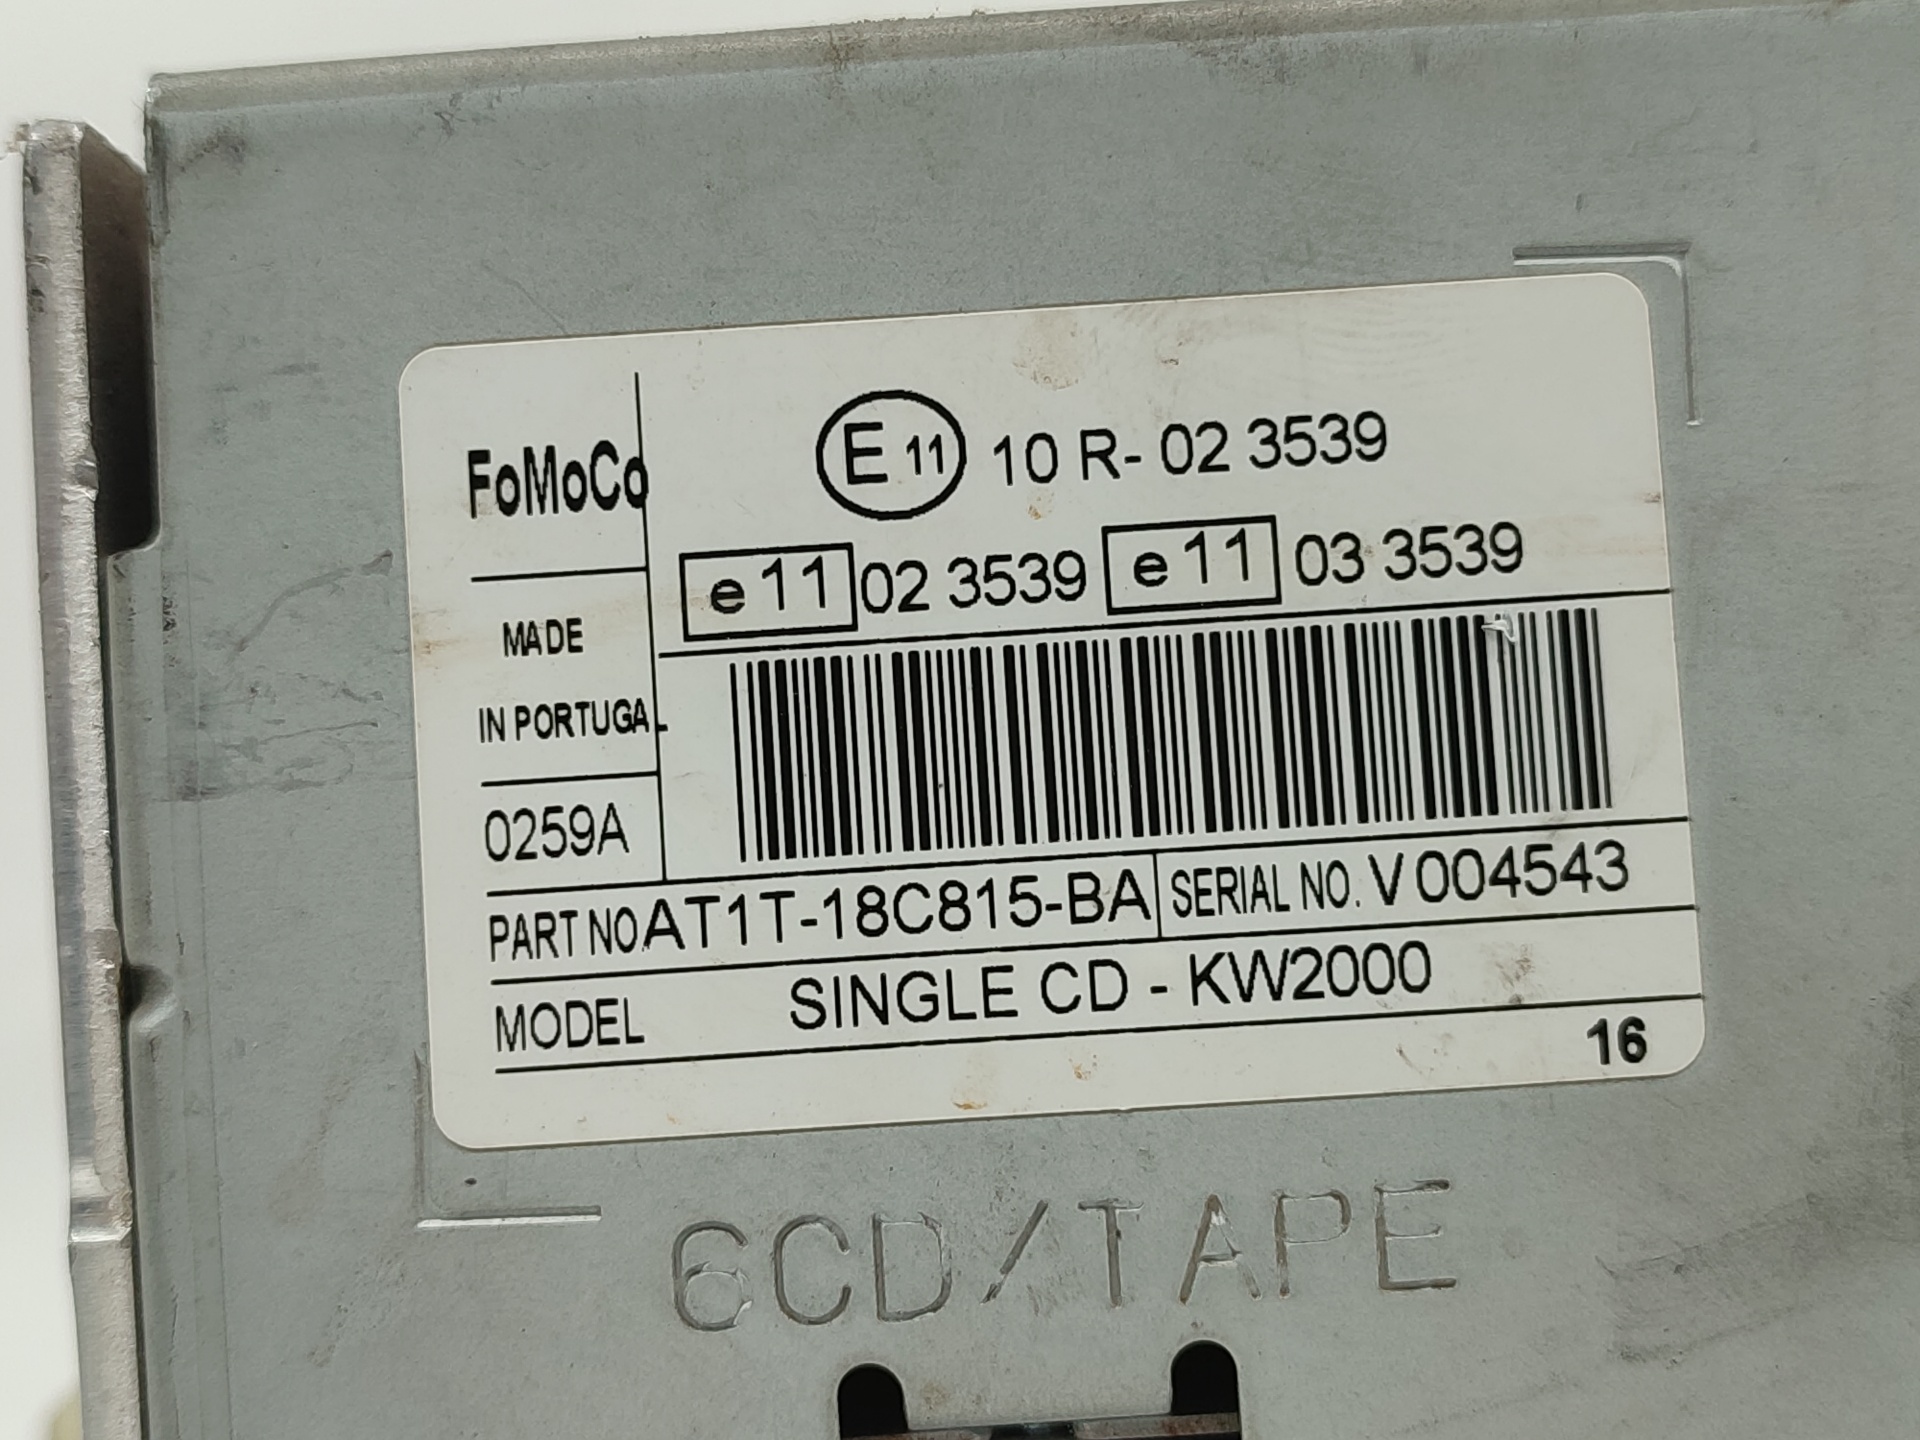 FoMoCo
E 11 10 R- 02 3539
e 11 02 3539 e 11 03 3539
MADE
IN PORTUGAL
0259A
PART NO. AT1T-18C815-BA SERIAL NO. V 004543
MODEL SINGLE CD - KW2000
16
6CD/TAPE